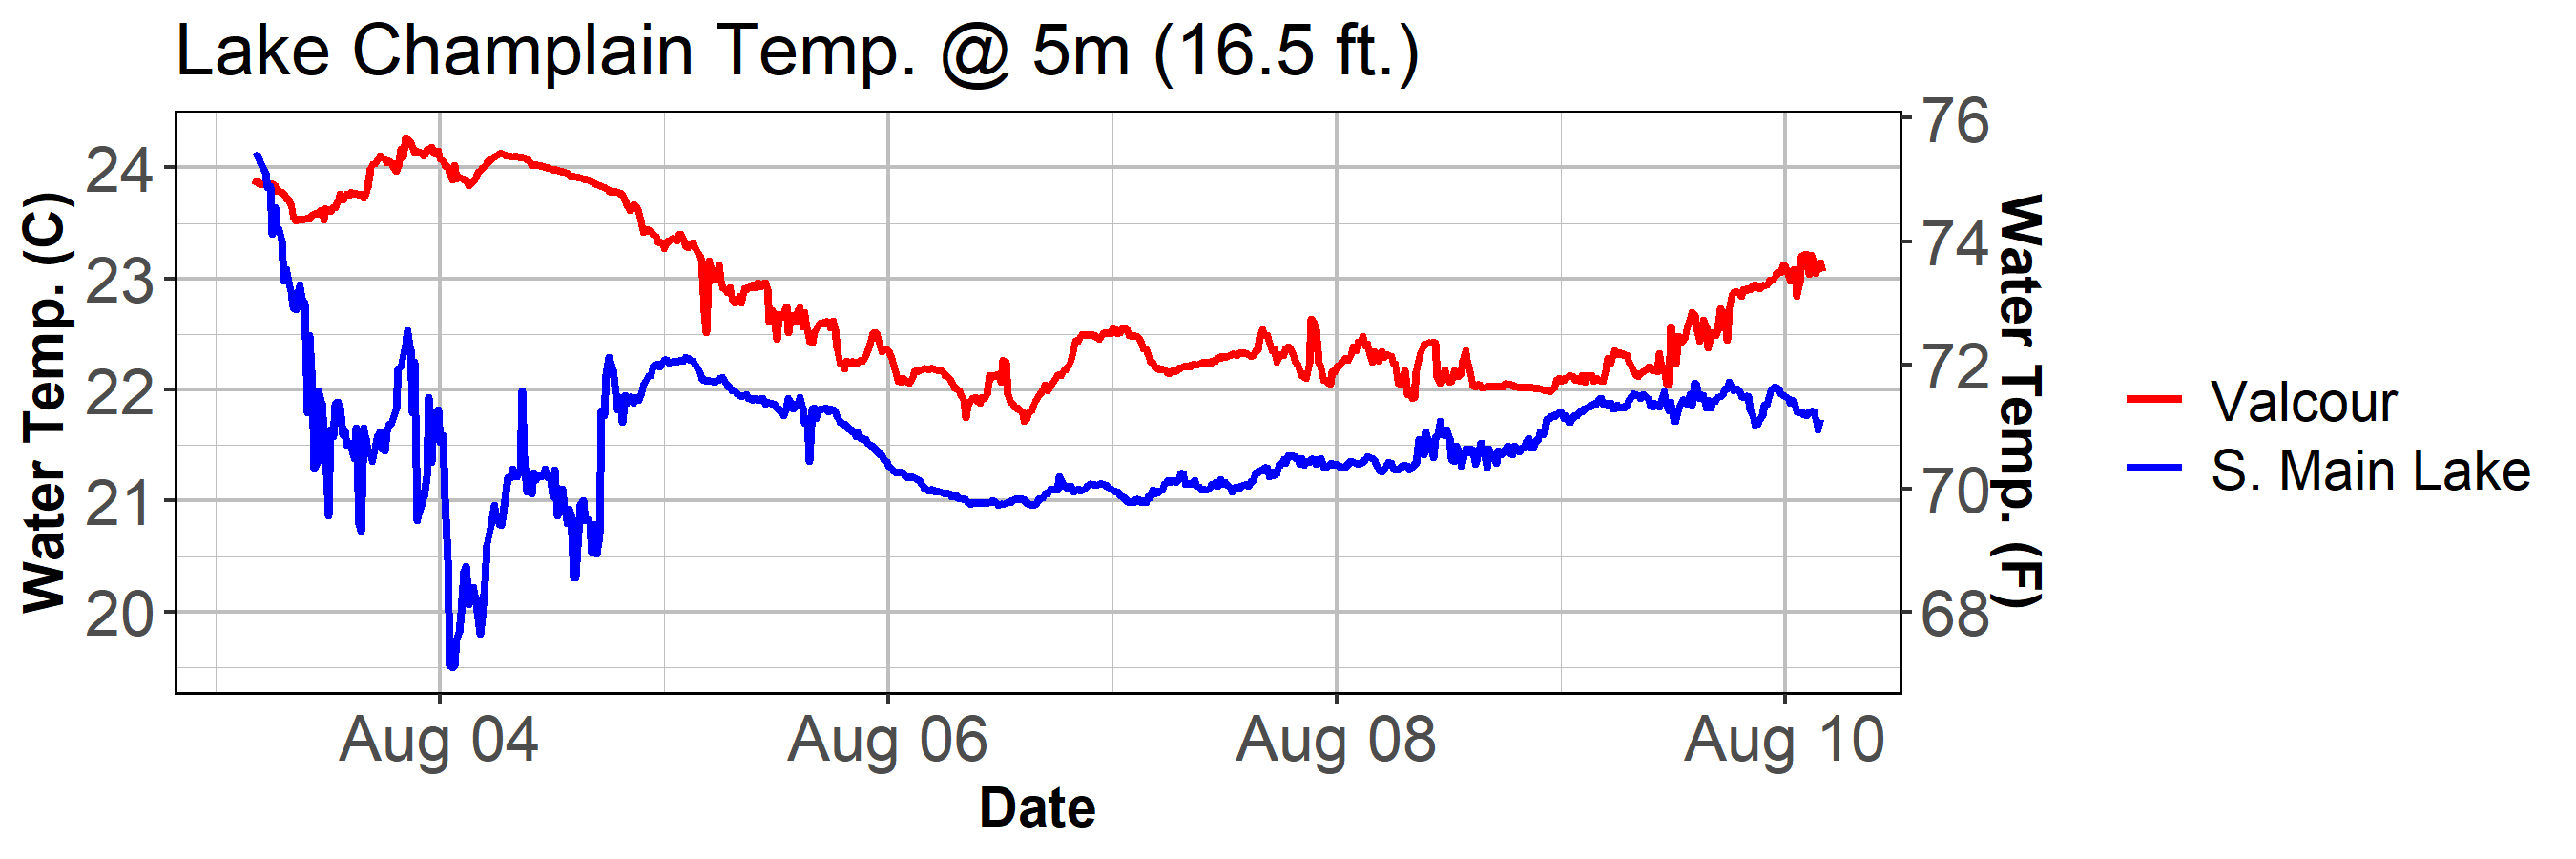 Lake Champlain Temp. @ 5m (16.5 ft.)
Water Temp. (C)
24
23
22
21
20
76
74
72
70
68
Water Temp. (F)
Aug 04
Aug 06
Aug 08
Aug 10
Date
Valcour
S. Main Lake